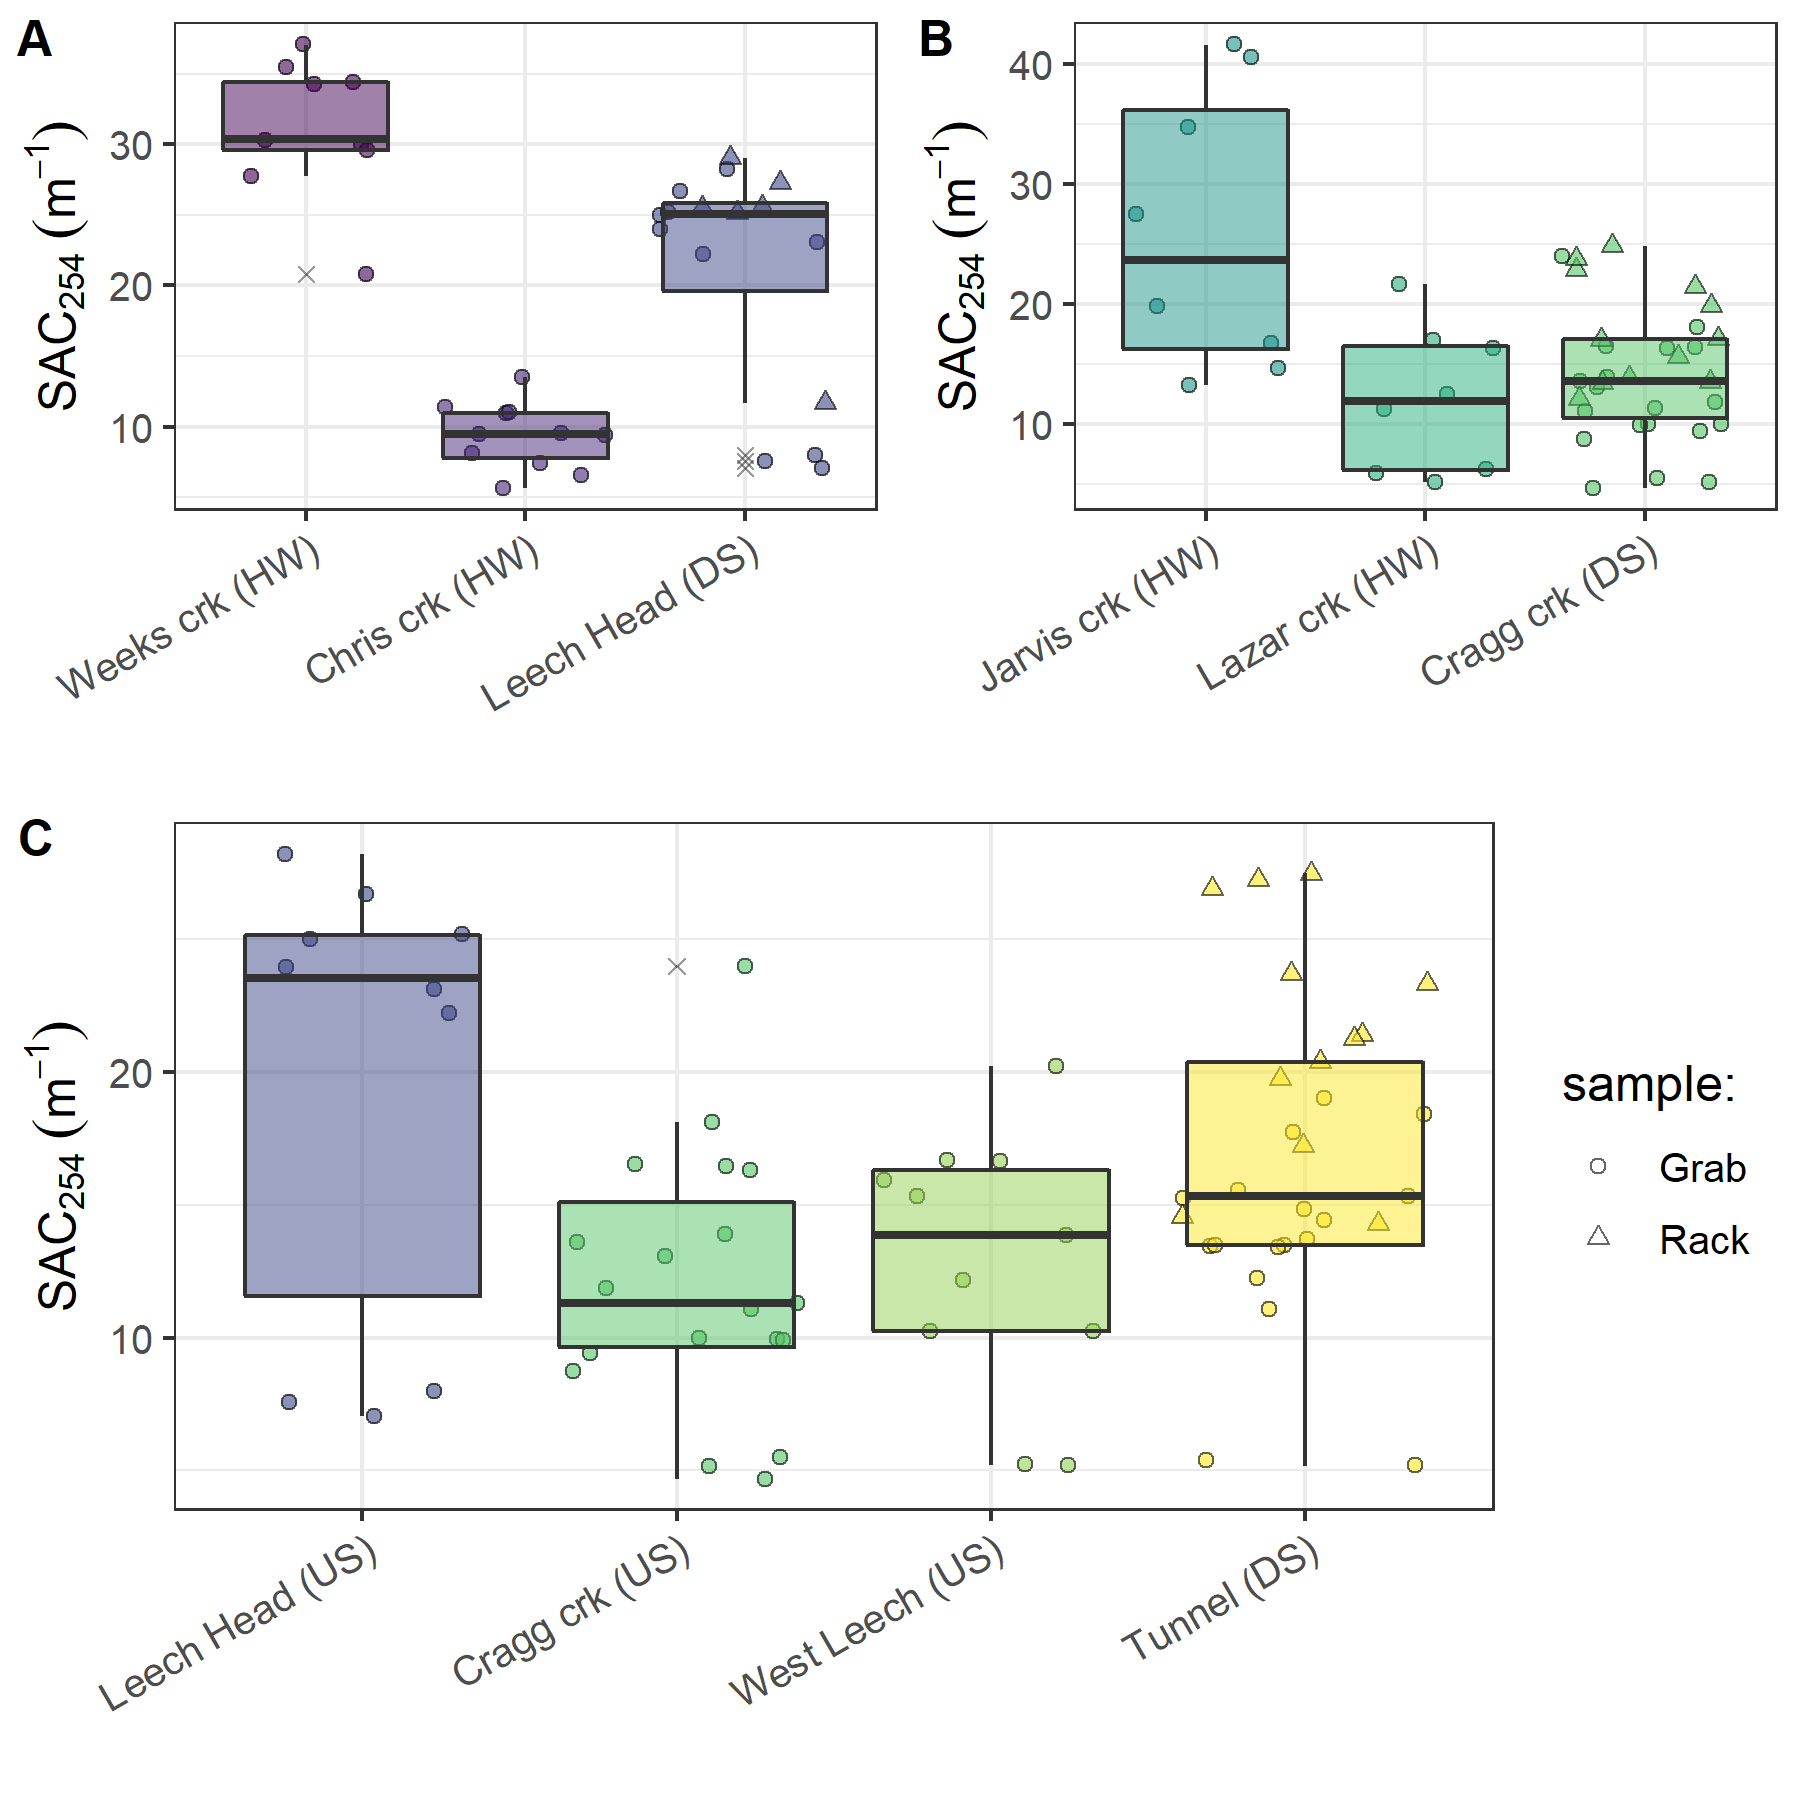 A
SAC254 (m−1)
30
20
10
Weeks crk (HW)
Chris crk (HW)
Leech Head (DS)
B
SAC254 (m−1)
40
30
20
10
Jarvis crk (HW)
Lazar crk (HW)
Cragg crk (DS)
C
SAC254 (m−1)
20
10
Leech Head (US)
Cragg crk (US)
West Leech (US)
Tunnel (DS)
sample:
Grab
Rack